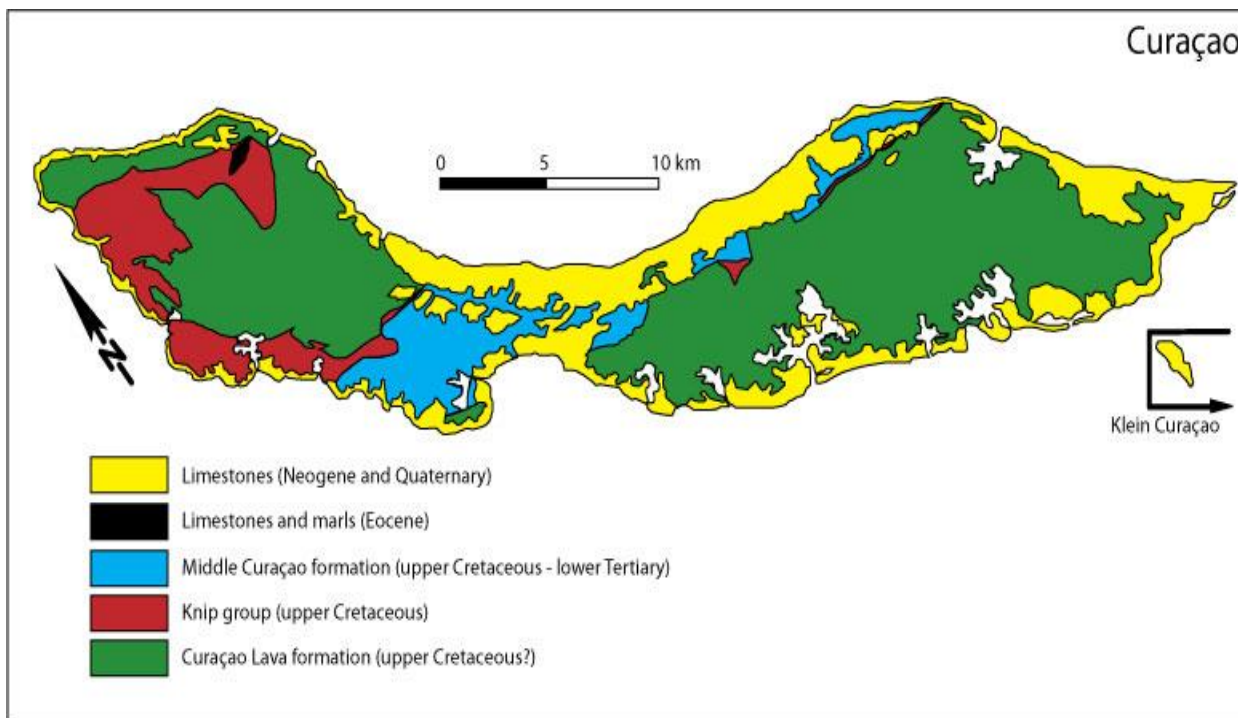 Curaçao
0 5 10 km
N
Klein Curaçao
Limestones (Neogene and Quaternary)
Limestones and marls (Eocene)
Middle Curaçao formation (upper Cretaceous - lower Tertiary)
Knip group (upper Cretaceous)
Curaçao Lava formation (upper Cretaceous?)